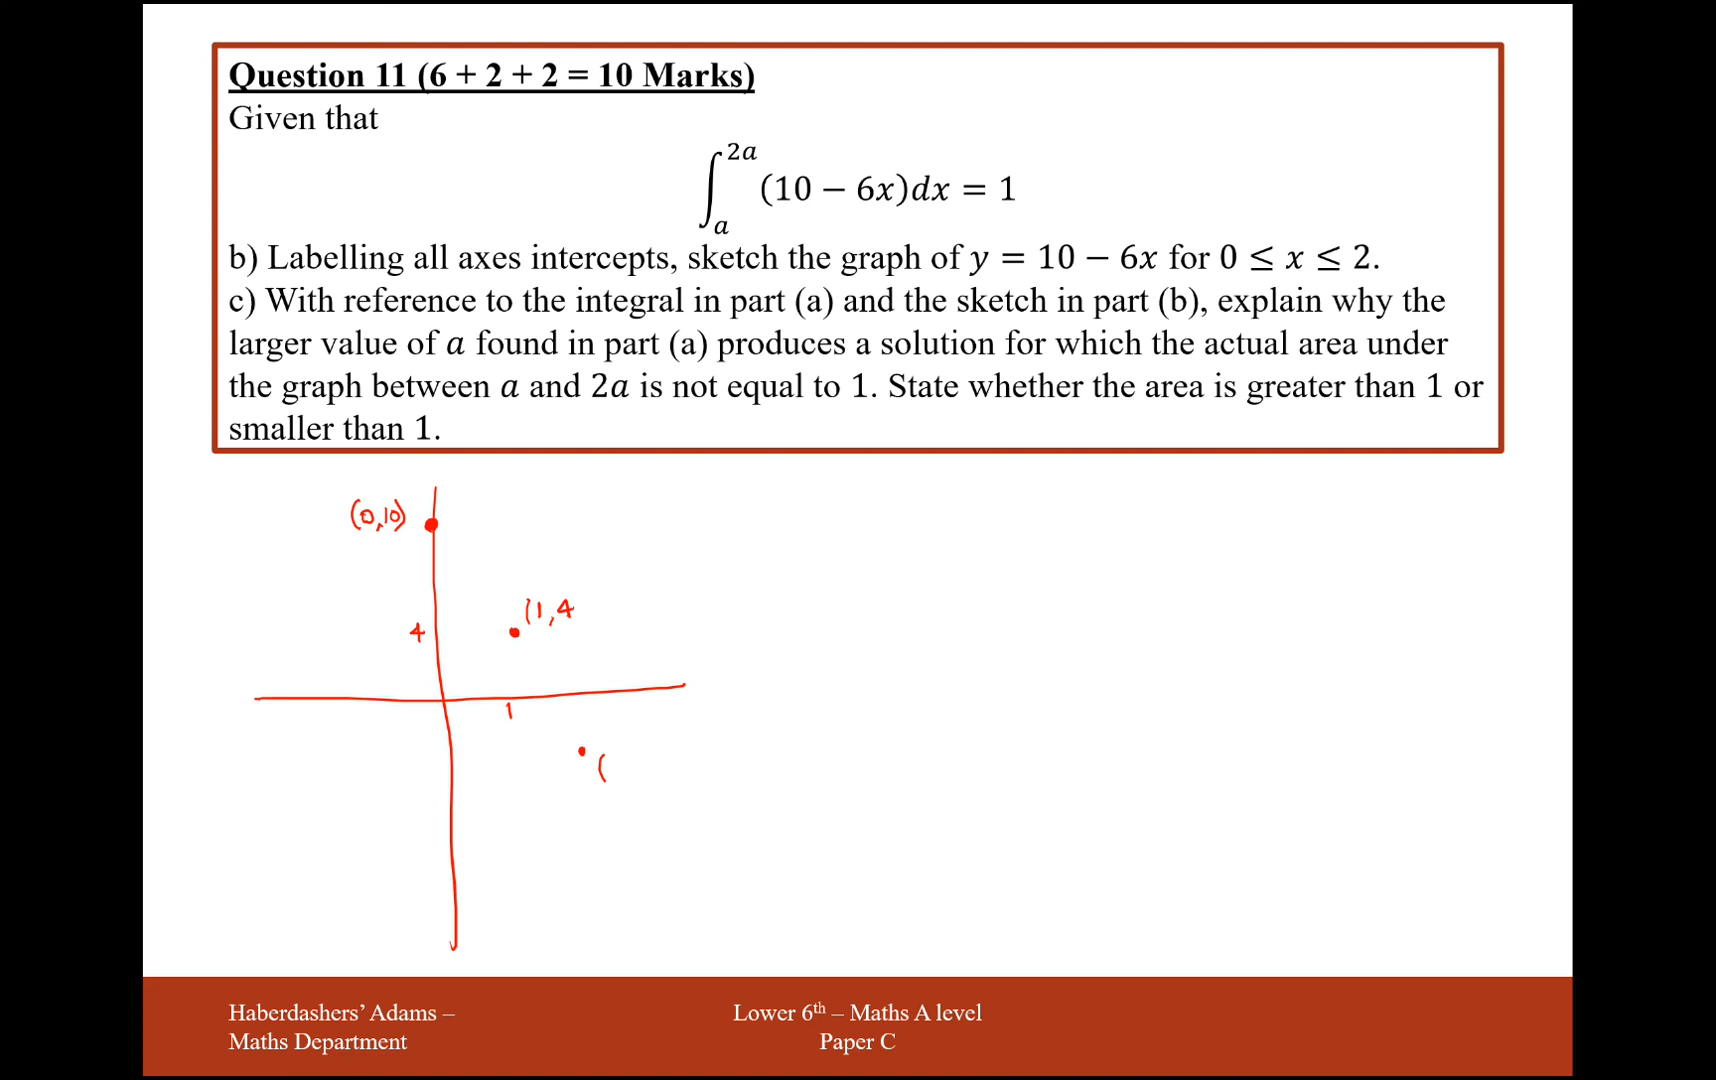 Question 11 (6 + 2 + 2 = 10 Marks)
Given that
∫ₐ²ᵃ (10 − 6x)dx = 1
b) Labelling all axes intercepts, sketch the graph of y = 10 − 6x for 0 ≤ x ≤ 2.
c) With reference to the integral in part (a) and the sketch in part (b), explain why the
larger value of a found in part (a) produces a solution for which the actual area under
the graph between a and 2a is not equal to 1. State whether the area is greater than 1 or
smaller than 1.
(0,10)
(1,4
4
1
(
Haberdashers’ Adams –
Maths Department
Lower 6th – Maths A level
Paper C